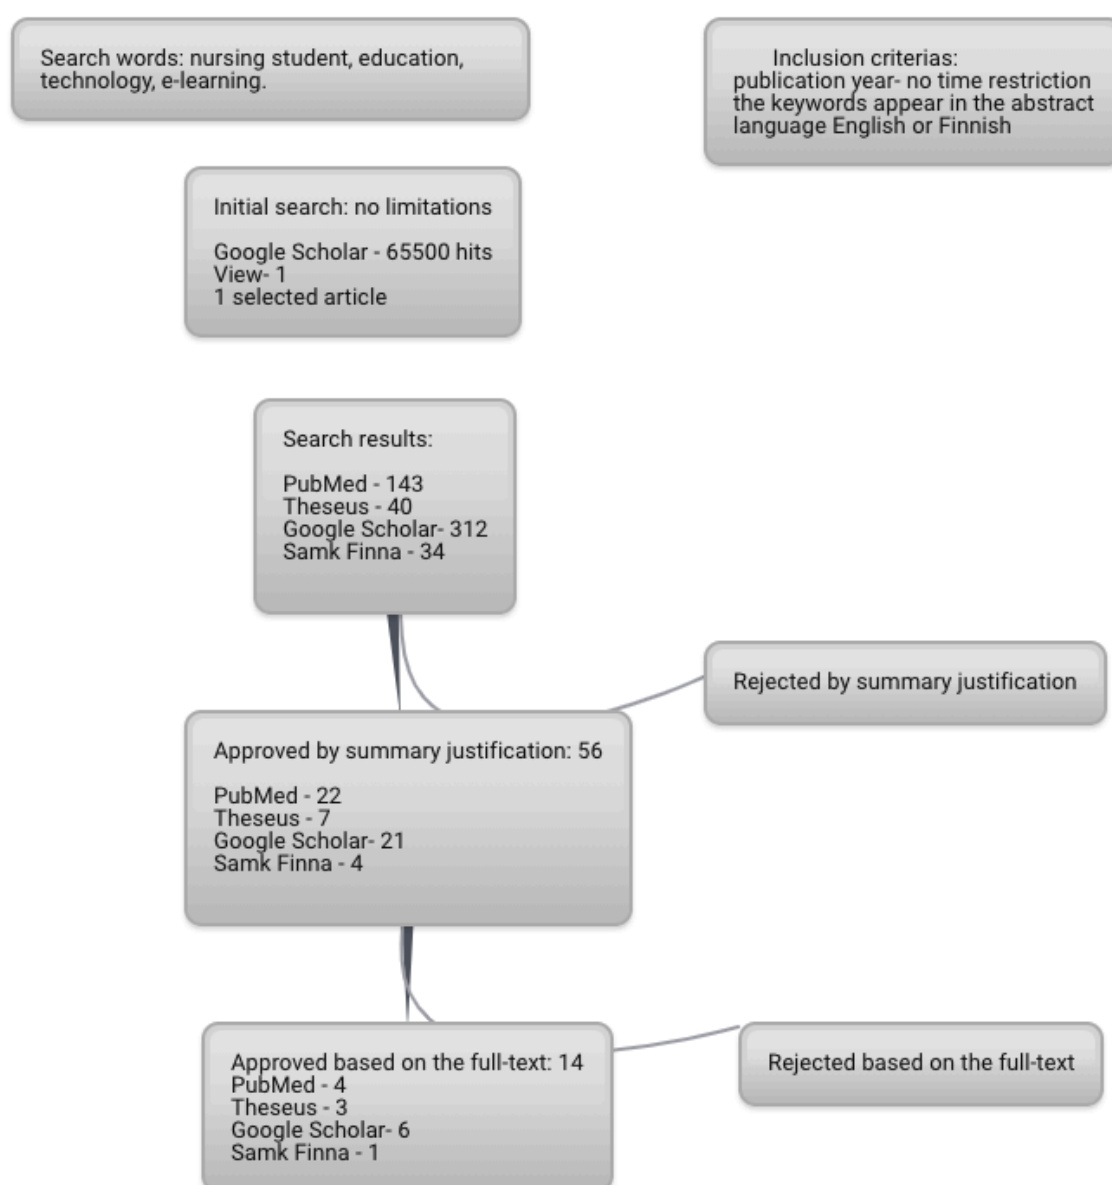 Search words: nursing student, education,
technology, e-learning.
Inclusion criterias:
publication year- no time restriction
the keywords appear in the abstract
language English or Finnish
Initial search: no limitations
Google Scholar - 65500 hits
View- 1
1 selected article
Search results:
PubMed - 143
Theseus - 40
Google Scholar- 312
Samk Finna - 34
Rejected by summary justification
Approved by summary justification: 56
PubMed - 22
Theseus - 7
Google Scholar- 21
Samk Finna - 4
Approved based on the full-text: 14
PubMed - 4
Theseus - 3
Google Scholar- 6
Samk Finna - 1
Rejected based on the full-text